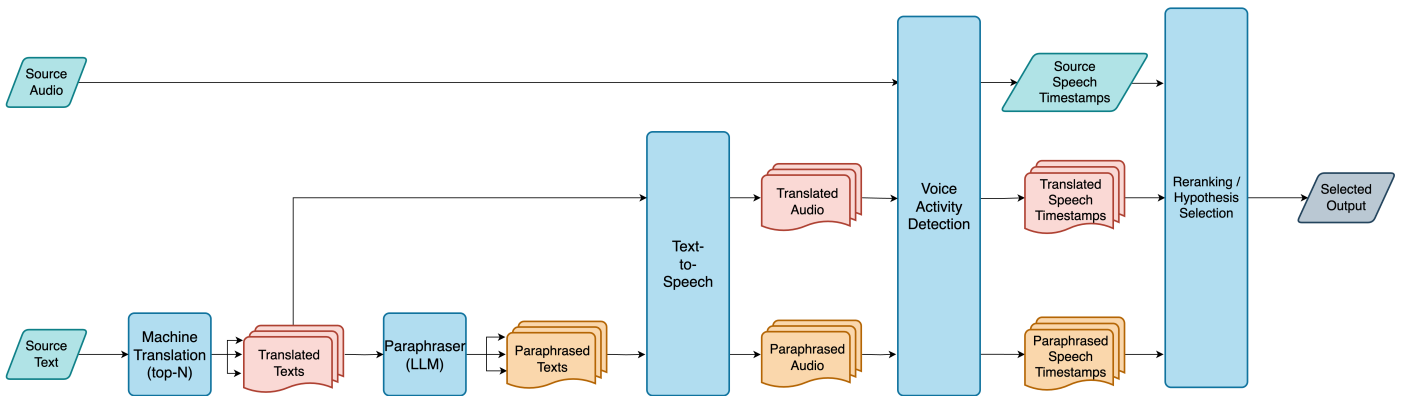 Source
Audio
Source
Text
Machine
Translation
(top-N)
Translated
Texts
Paraphraser
(LLM)
Paraphrased
Texts
Text-
to-
Speech
Translated
Audio
Paraphrased
Audio
Voice
Activity
Detection
Source
Speech
Timestamps
Translated
Speech
Timestamps
Paraphrased
Speech
Timestamps
Reranking /
Hypothesis
Selection
Selected
Output